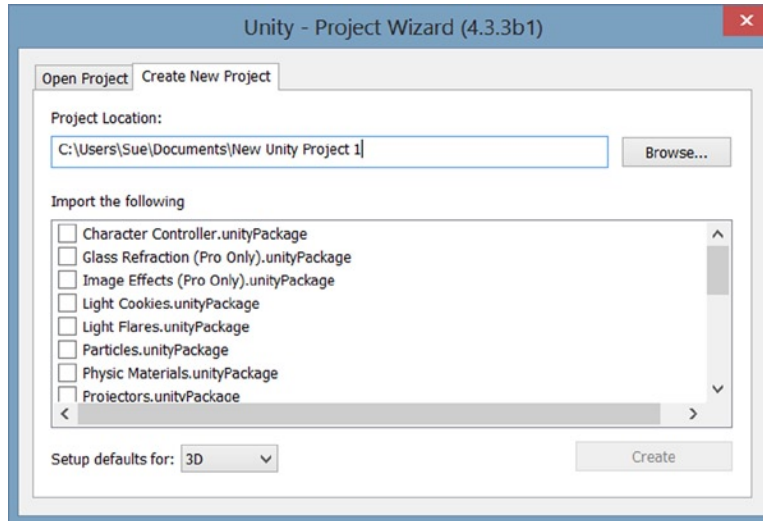 Unity - Project Wizard (4.3.3b1)
Open Project Create New Project
Project Location:
C:\Users\Sue\Documents\New Unity Project 1
Browse...
Import the following
Character Controller.unityPackage
Glass Refraction (Pro Only).unityPackage
Image Effects (Pro Only).unityPackage
Light Cookies.unityPackage
Light Flares.unityPackage
Particles.unityPackage
Physic Materials.unityPackage
Projectors.unityPackage
Setup defaults for: 3D
Create